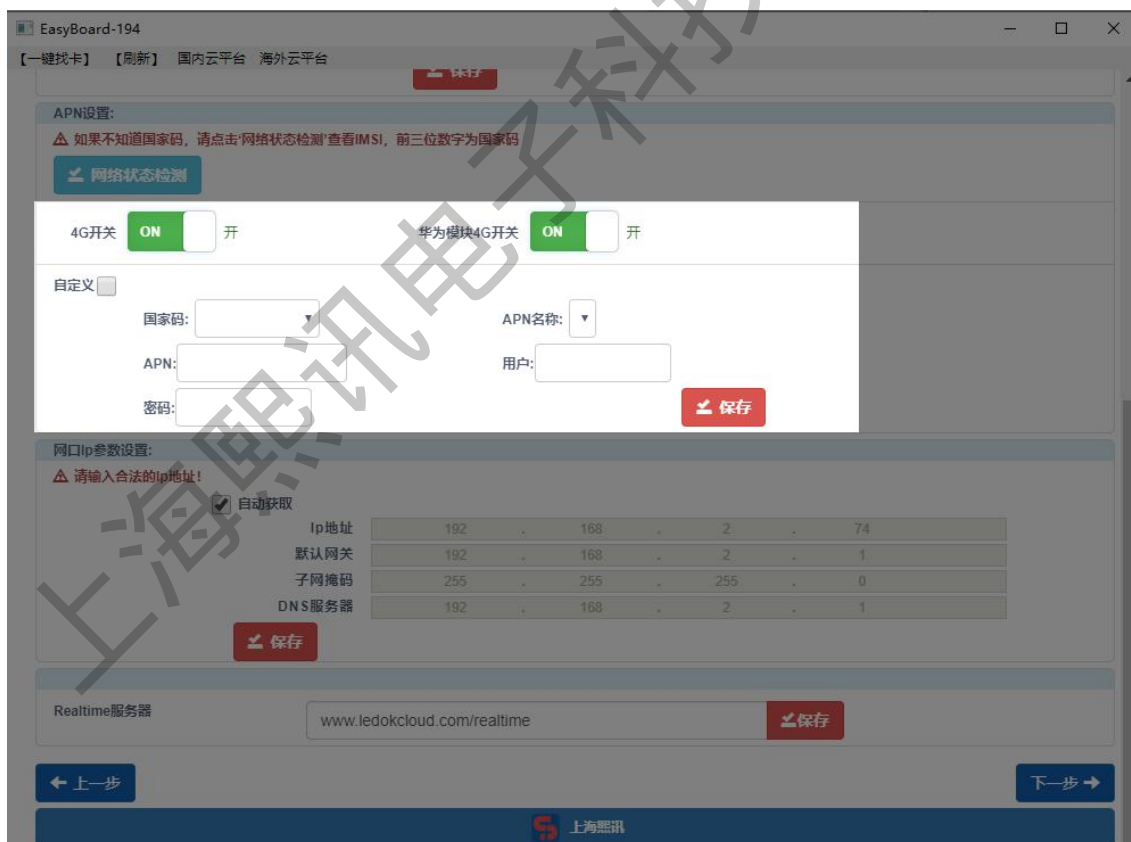 EasyBoard-194
【一键找卡】 【刷新】 国内云平台 海外云平台
保存
APN设置:
如果不知道国家码，请点击'网络状态检测'查看IMSI，前三位数字为国家码
网络状态检测
4G开关 ON 开 华为模块4G开关 ON 开
自定义
国家码: APN名称:
APN: 用户:
密码: 保存
网口Ip参数设置:
请输入合法的Ip地址!
自动获取
Ip地址 192 . 168 . 2 . 74
默认网关 192 . 168 . 2 . 1
子网掩码 255 . 255 . 255 . 0
DNS服务器 192 . 168 . 2 . 1
保存
Realtime服务器 www.ledokcloud.com/realtime 保存
上一步 下一步
上海熙讯
上海熙讯电子科技